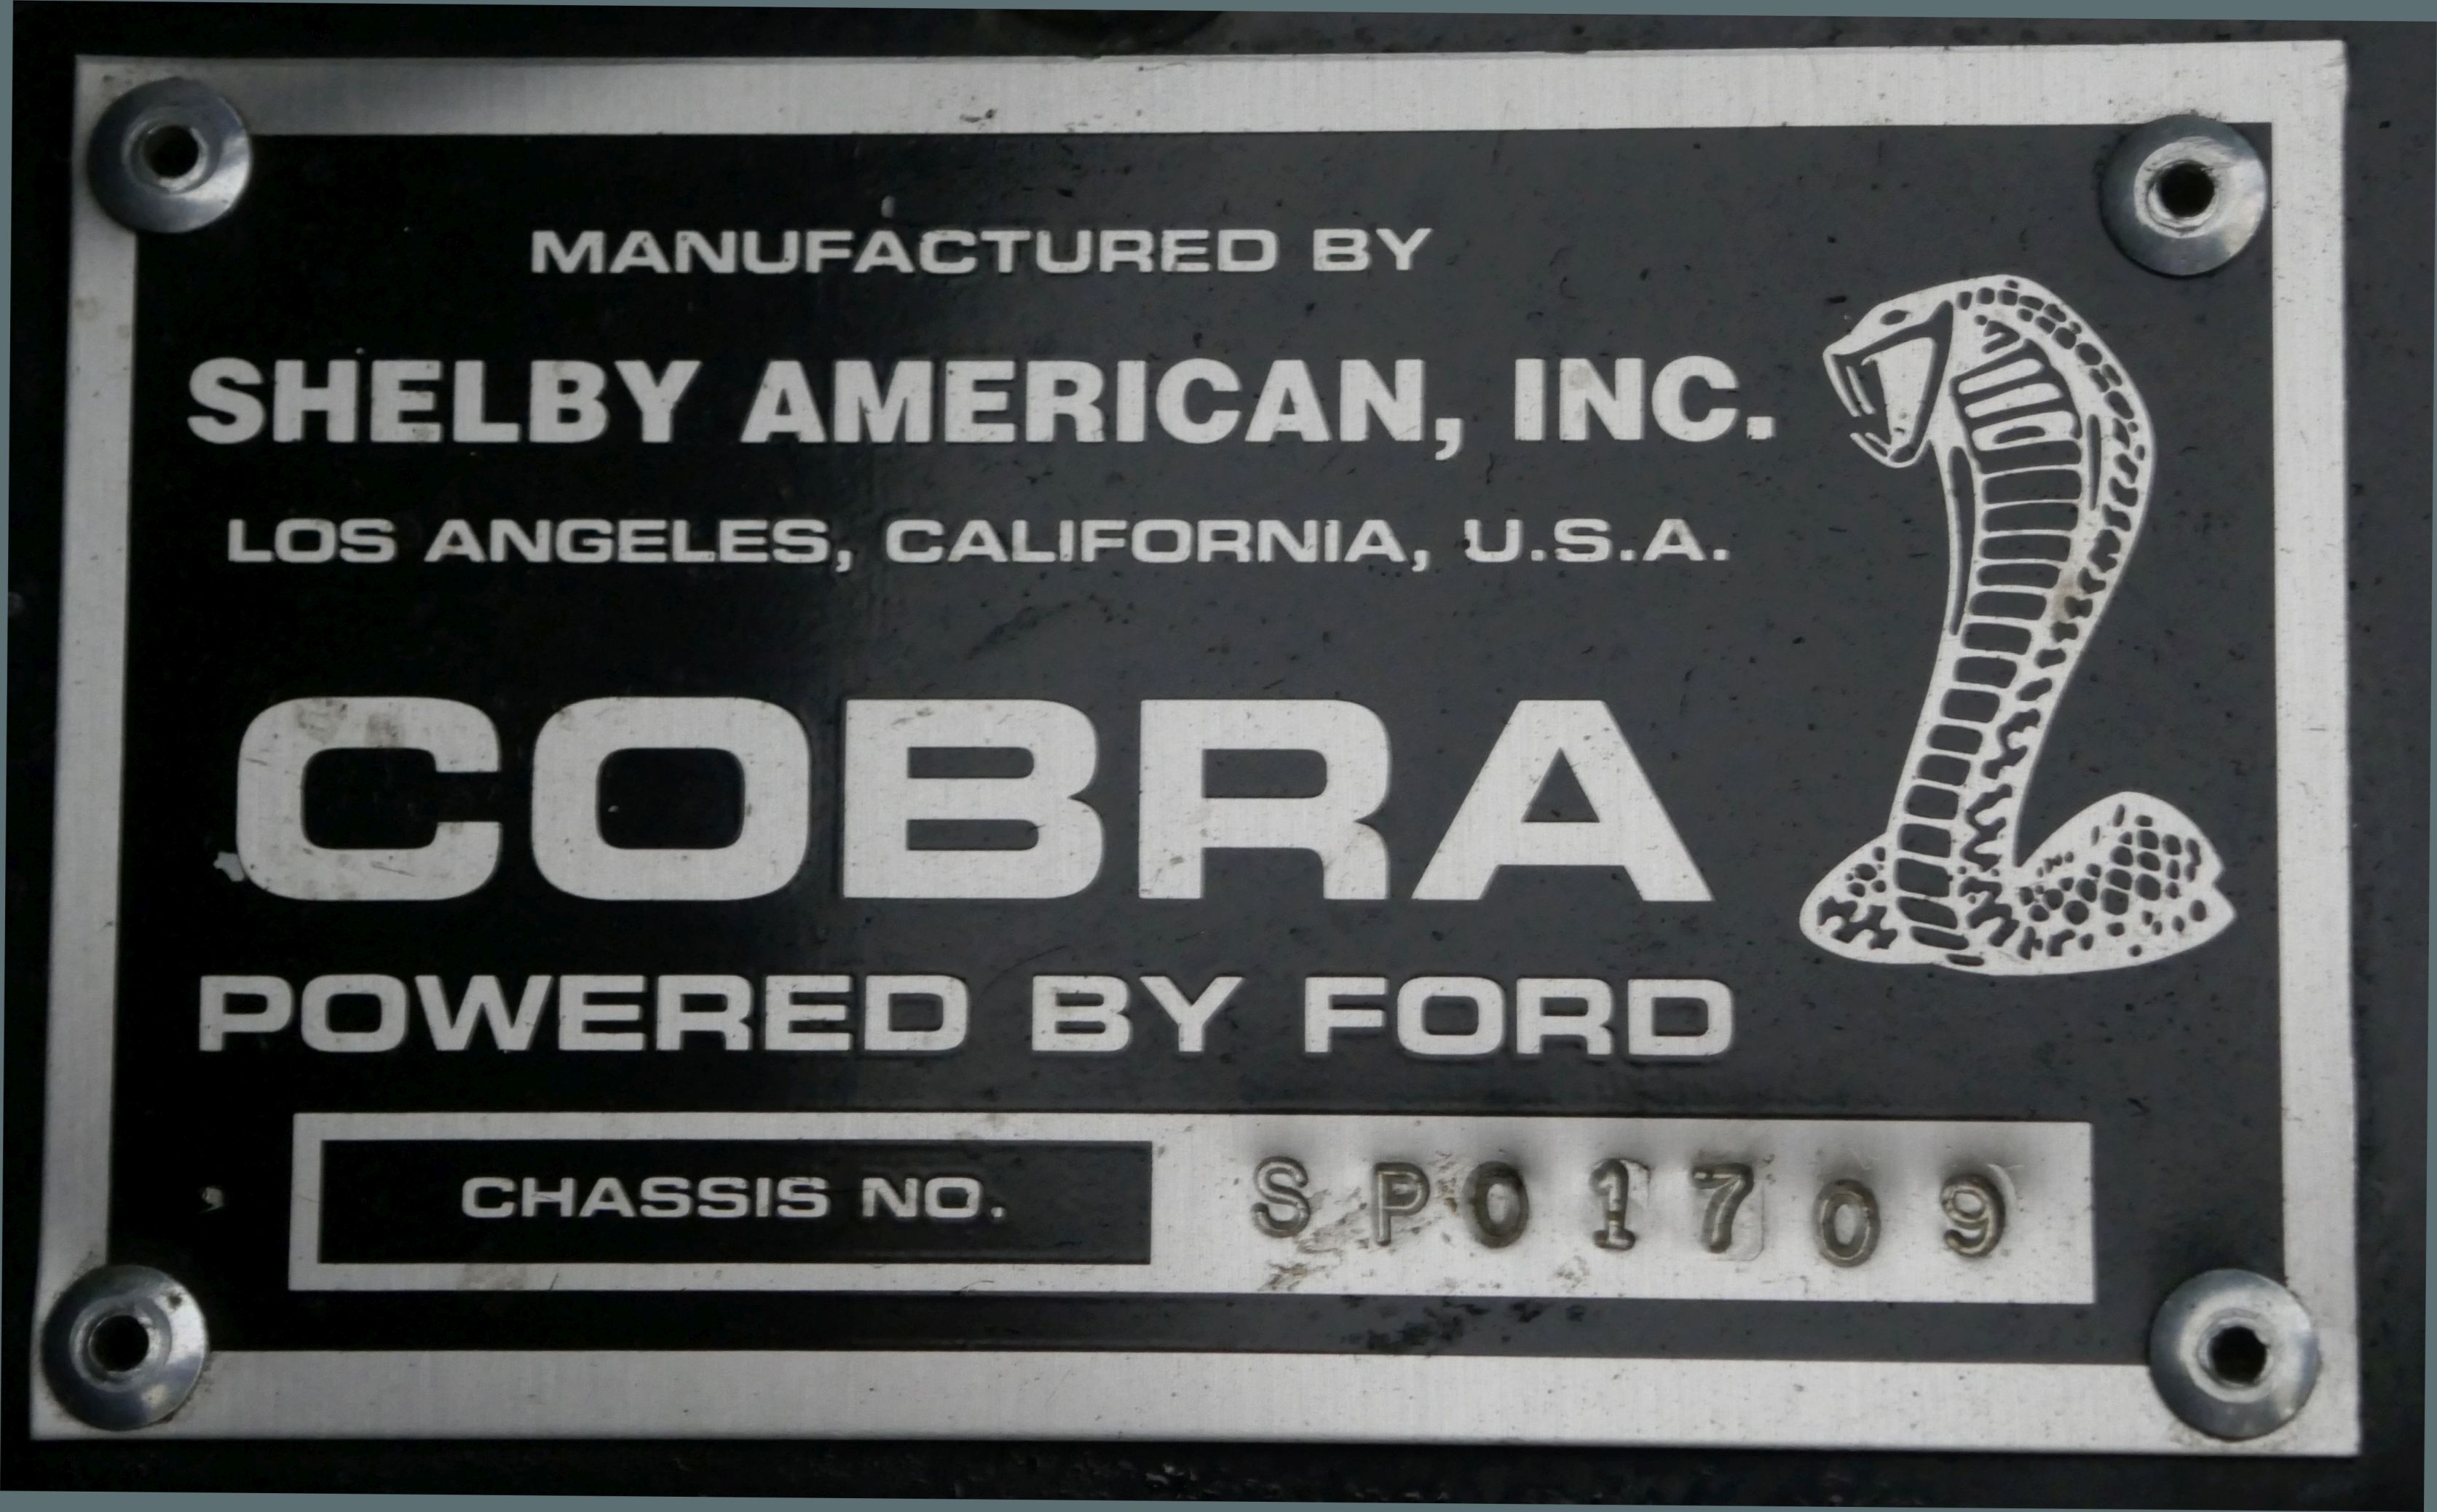 MANUFACTURED BY
SHELBY AMERICAN, INC.
LOS ANGELES, CALIFORNIA, U.S.A.
COBRA
POWERED BY FORD
CHASSIS NO. SP01709